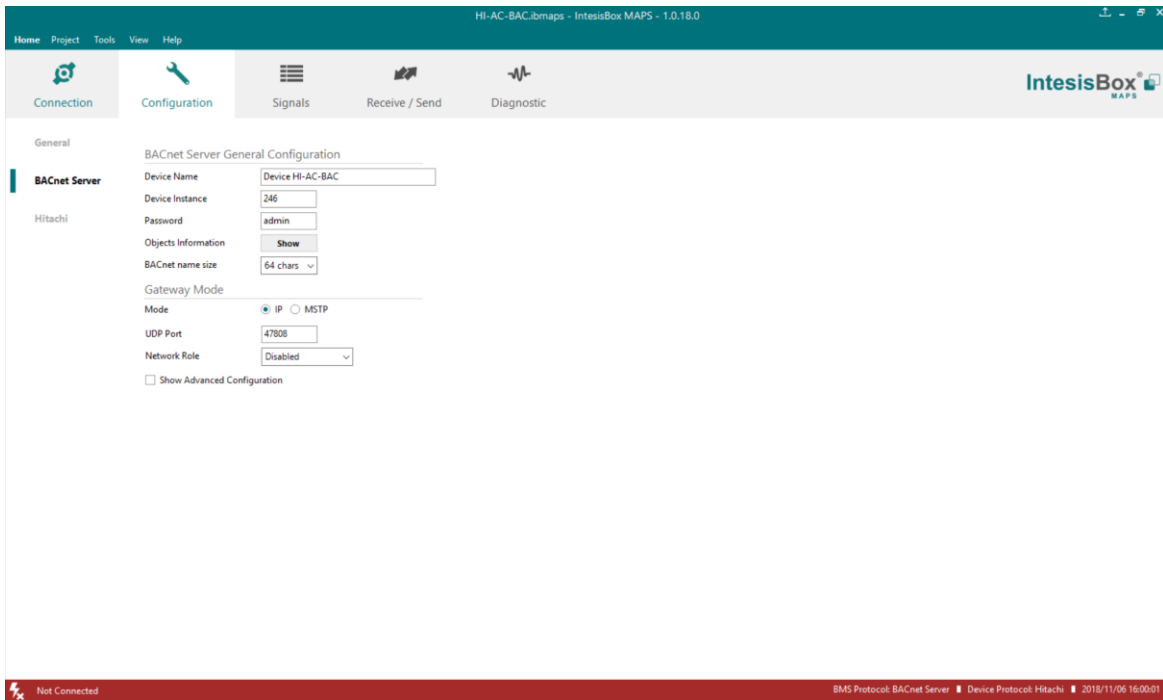 HI-AC-BAC.ibmaps - IntesisBox MAPS - 1.0.18.0
Home Project Tools View Help
Connection Configuration Signals Receive / Send Diagnostic
IntesisBox®
MAPS
General
BACnet Server
Hitachi
BACnet Server General Configuration
Device Name Device HI-AC-BAC
Device Instance 246
Password admin
Objects Information Show
BACnet name size 64 chars
Gateway Mode
Mode IP MSTP
UDP Port 47808
Network Role Disabled
Show Advanced Configuration
Not Connected BMS Protocol: BACnet Server Device Protocol: Hitachi 2018/11/06 16:00:01